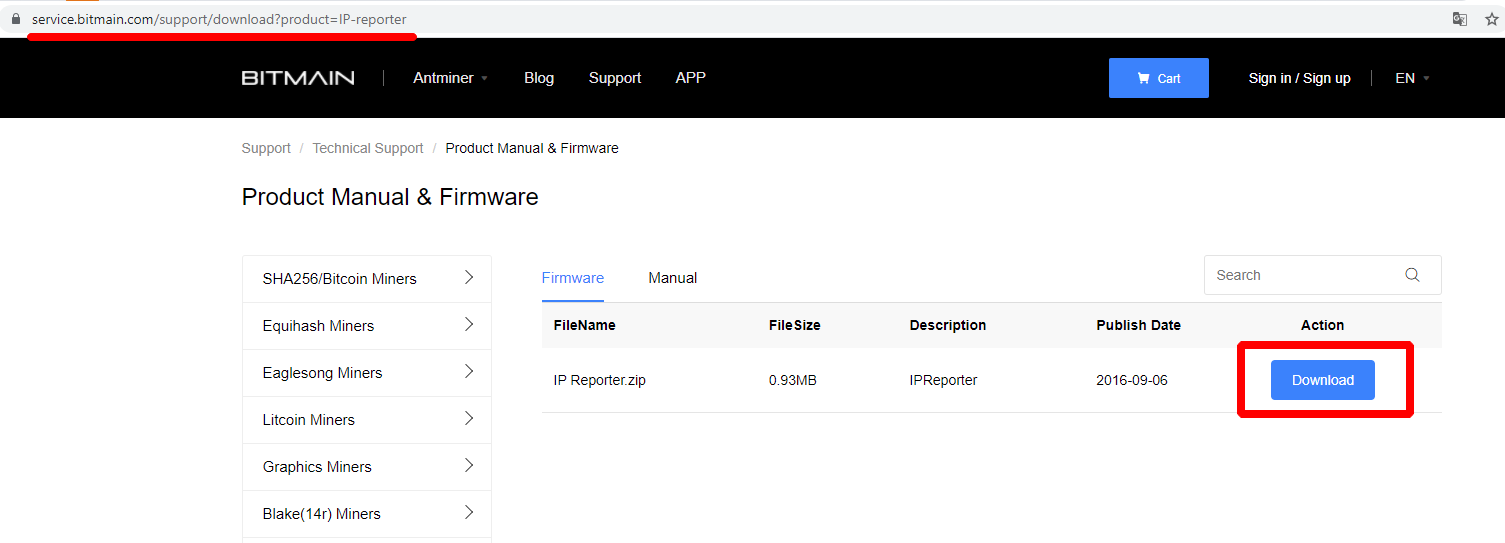 service.bitmain.com/support/download?product=IP-reporter
BITMAIN Antminer Blog Support APP Cart Sign in / Sign up EN
Support / Technical Support / Product Manual & Firmware
Product Manual & Firmware
SHA256/Bitcoin Miners
Equihash Miners
Eaglesong Miners
Litcoin Miners
Graphics Miners
Blake(14r) Miners
Firmware Manual Search
FileName FileSize Description Publish Date Action
IP Reporter.zip 0.93MB IPReporter 2016-09-06 Download